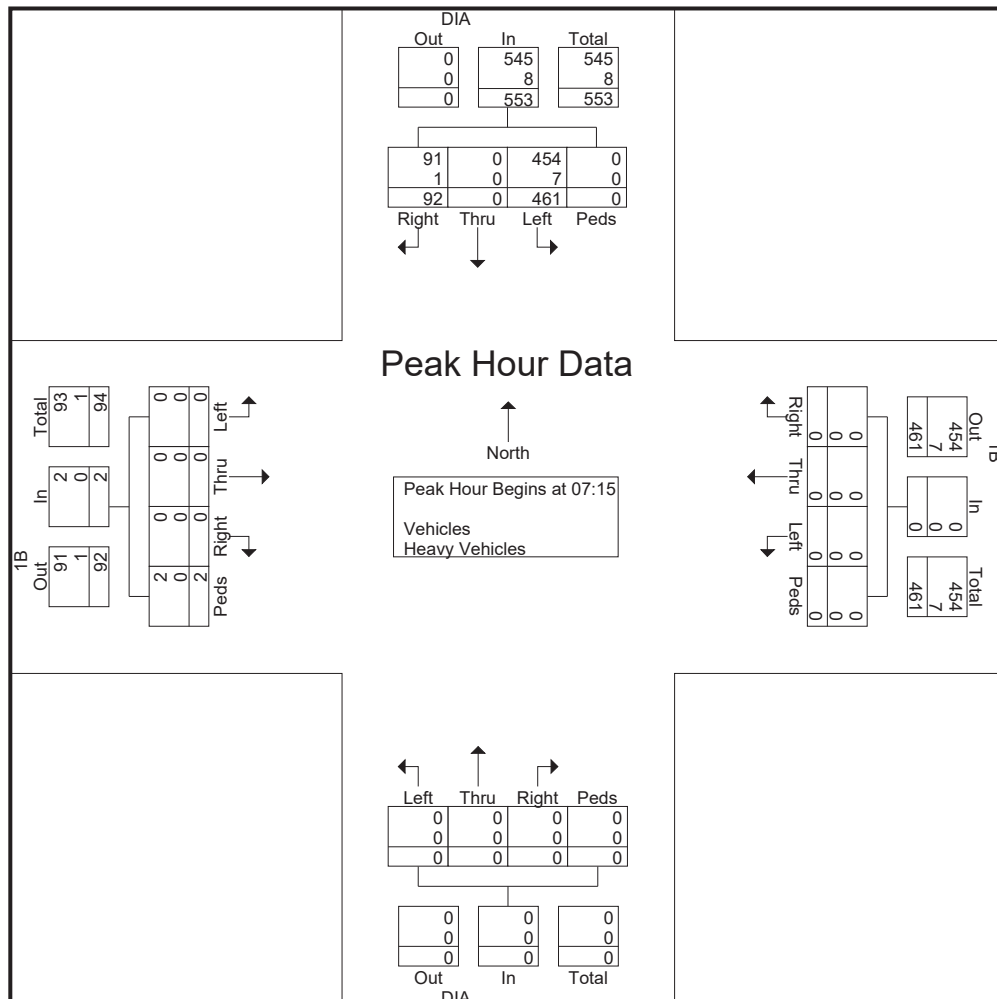 DIA
Out In Total
0 545 545
0 8 8
0 553 553
91 0 454 0
1 0 7 0
92 0 461 0
Right Thru Left Peds
Peak Hour Data
North
Peak Hour Begins at 07:15
Vehicles
Heavy Vehicles
1B
Out In Total
91 2 93
1 0 1
92 2 94
2 0 0 0
0 0 0 0
2 0 0 0
Peds Right Thru Left
1B
Out In Total
454 0 454
7 0 7
461 0 461
0 0 0 0
0 0 0 0
0 0 0 0
Right Thru Left Peds
Left Thru Right Peds
0 0 0 0
0 0 0 0
0 0 0 0
0 0 0
0 0 0
0 0 0
Out In Total
DIA